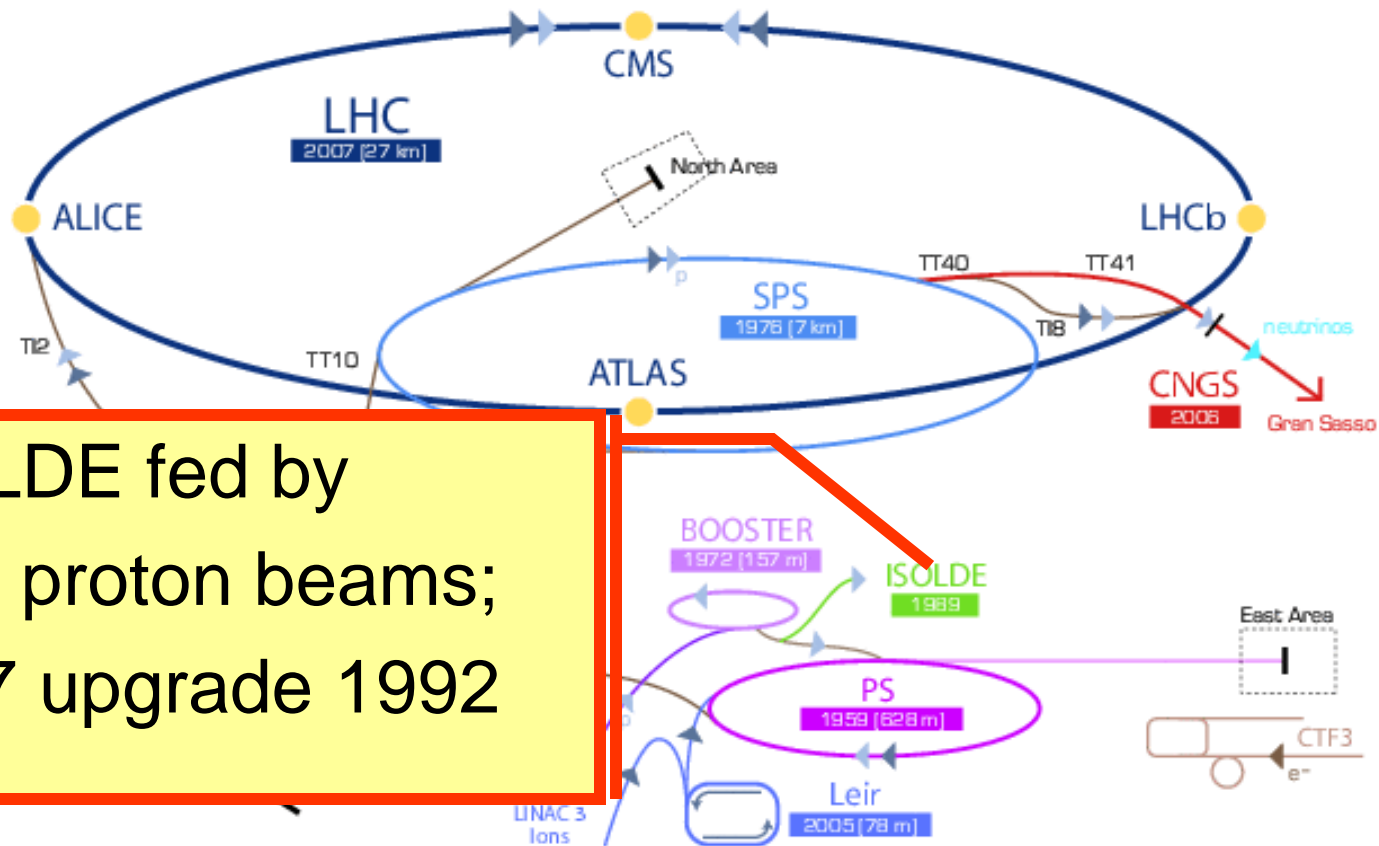 CMS
LHC
2007 [27 km]
North Area
ALICE
LHCb
TT40
TT41
p
SPS
1976 [7 km]
TI8
neutrinos
TI2
TT10
ATLAS
CNGS
2006
Gran Sasso
LDE fed by
proton beams;
7 upgrade 1992
BOOSTER
1972 [157 m]
ISOLDE
1989
East Area
PS
1959 [628 m]
CTF3
e-
LINAC 3
Ions
Leir
2005 [78 m]